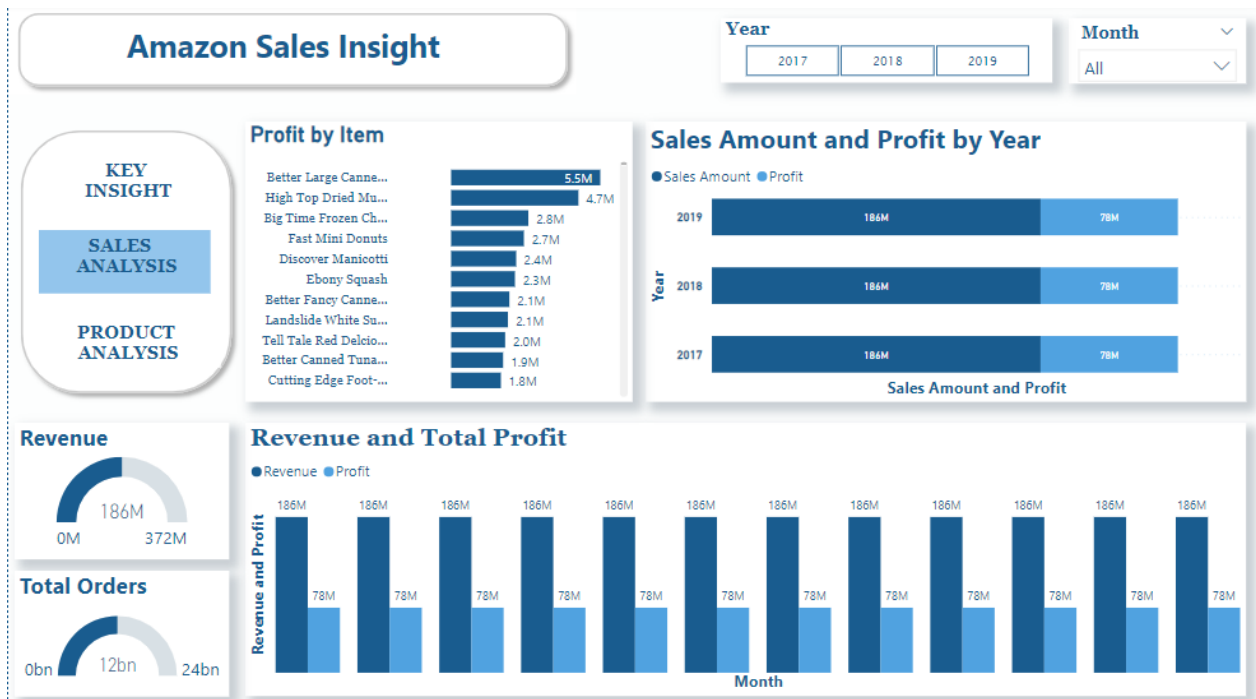 Amazon Sales Insight
Year
2017
2018
2019
Month
All
KEY
INSIGHT
SALES
ANALYSIS
PRODUCT
ANALYSIS
Profit by Item
Better Large Canne... 5.5M
High Top Dried Mu... 4.7M
Big Time Frozen Ch... 2.8M
Fast Mini Donuts 2.7M
Discover Manicotti 2.4M
Ebony Squash 2.3M
Better Fancy Canne... 2.1M
Landslide White Su... 2.1M
Tell Tale Red Delcio... 2.0M
Better Canned Tuna... 1.9M
Cutting Edge Foot-... 1.8M
Sales Amount and Profit by Year
Sales Amount Profit
Year
2019 186M 78M
2018 186M 78M
2017 186M 78M
Sales Amount and Profit
Revenue
186M
0M 372M
Total Orders
0bn 12bn 24bn
Revenue and Total Profit
Revenue Profit
Revenue and Profit
186M 186M 186M 186M 186M 186M 186M 186M 186M 186M 186M 186M
78M 78M 78M 78M 78M 78M 78M 78M 78M 78M 78M 78M
Month